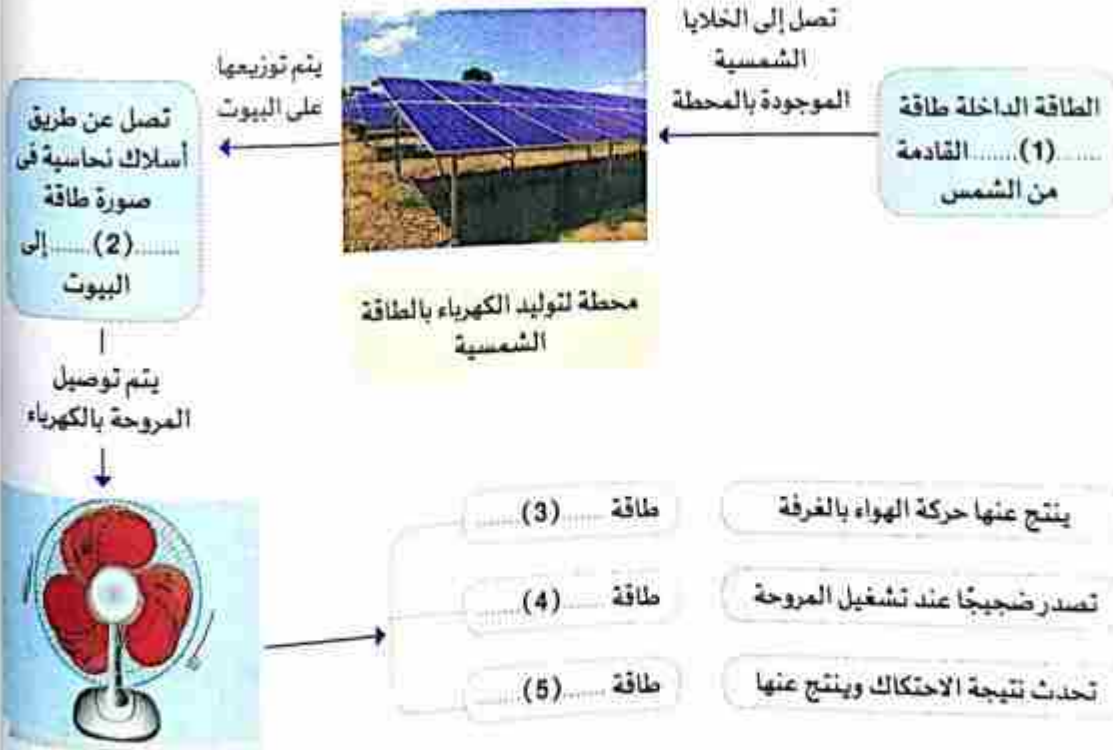 الطاقة الداخلة طاقة
.......(1)....... القادمة
من الشمس
تصل إلى الخلايا
الشمسية
الموجودة بالمحطة
محطة لتوليد الكهرباء بالطاقة
الشمسية
يتم توزيعها
على البيوت
تصل عن طريق
أسلاك نحاسية فى
صورة طاقة
.......(2)....... إلى
البيوت
يتم توصيل
المروحة بالكهرباء
ينتج عنها حركة الهواء بالغرفة
طاقة ......(3)......
تصدر ضجيجًا عند تشغيل المروحة
طاقة ......(4)......
تحدث نتيجة الاحتكاك وينتج عنها
طاقة ......(5)......